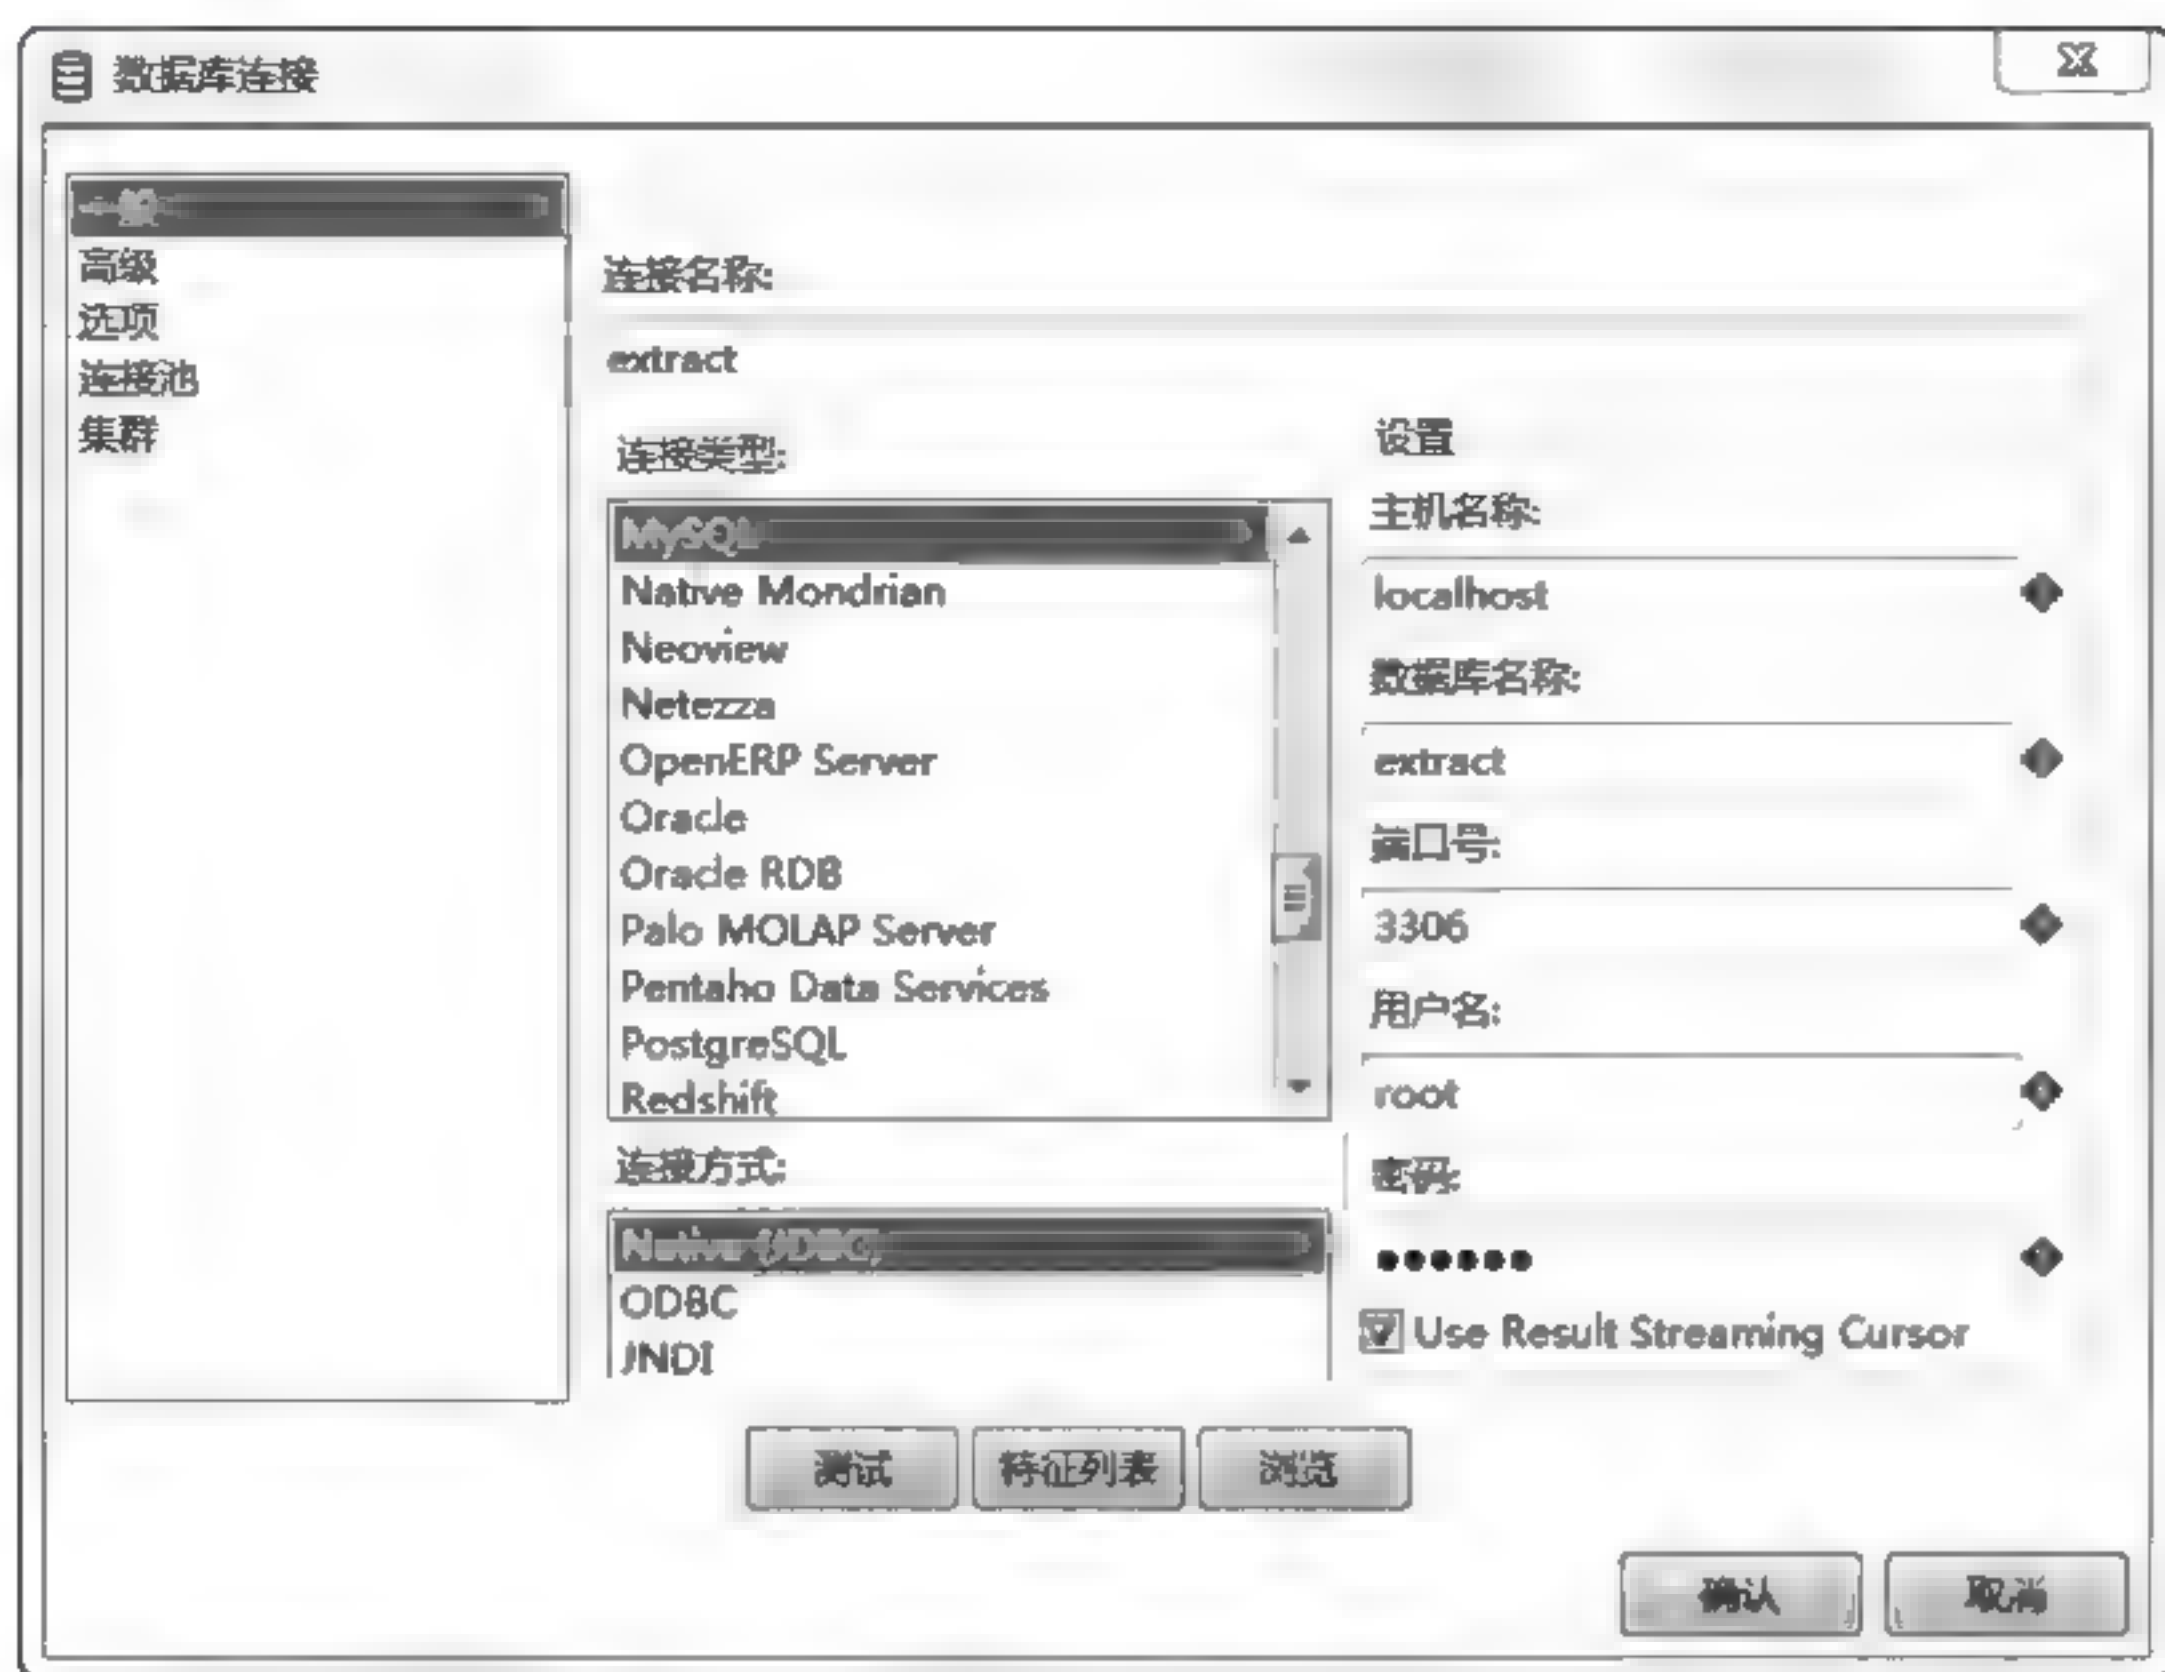 数据库连接
一般
高级
选项
连接池
集群
连接名称:
extract
连接类型:
MySQL
Native Mondrian
Neoview
Netezza
OpenERP Server
Oracle
Oracle RDB
Palo MOLAP Server
Pentaho Data Services
PostgreSQL
Redshift
连接方式:
Native (JDBC)
ODBC
JNDI
设置
主机名称:
localhost
数据库名称:
extract
端口号:
3306
用户名:
root
密码:
●●●●●●
Use Result Streaming Cursor
测试 特征列表 浏览
确认 取消